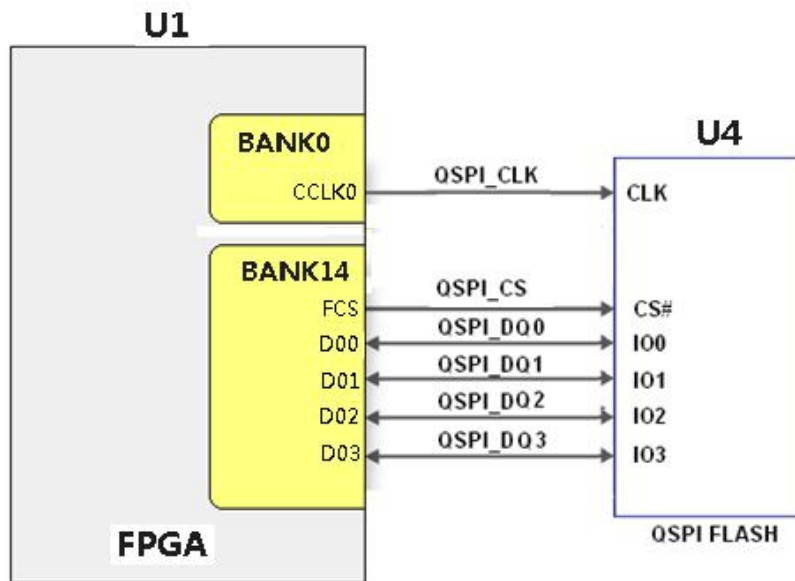 U1
U4
BANK0
CCLK0
QSPI_CLK
CLK
BANK14
FCS
QSPI_CS
CS#
D00
QSPI_DQ0
IO0
D01
QSPI_DQ1
IO1
D02
QSPI_DQ2
IO2
D03
QSPI_DQ3
IO3
FPGA
QSPI FLASH